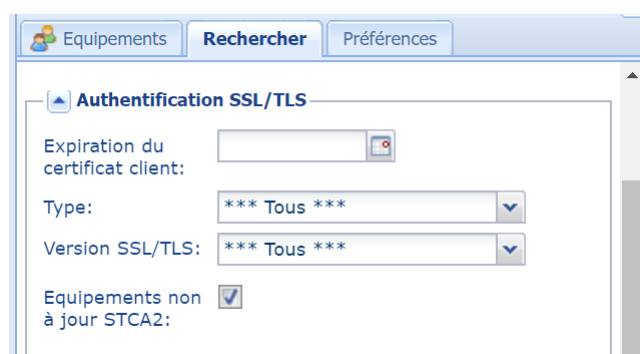 Equipements Rechercher Préférences
Authentification SSL/TLS
Expiration du
certificat client:
Type: *** Tous ***
Version SSL/TLS: *** Tous ***
Equipements non
à jour STCA2: